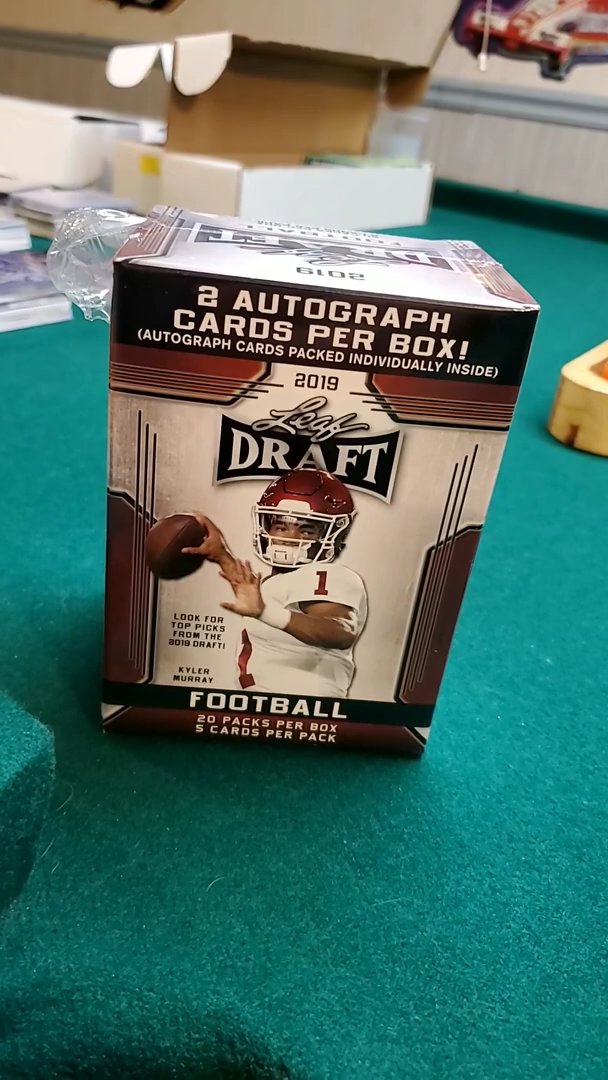 2019
2 AUTOGRAPH
CARDS PER BOX!
(AUTOGRAPH CARDS PACKED INDIVIDUALLY INSIDE)
2019
Leaf
DRAFT
1
LOOK FOR
TOP PICKS
FROM THE
2019 DRAFT!
KYLER
MURRAY
FOOTBALL
20 PACKS PER BOX
5 CARDS PER PACK